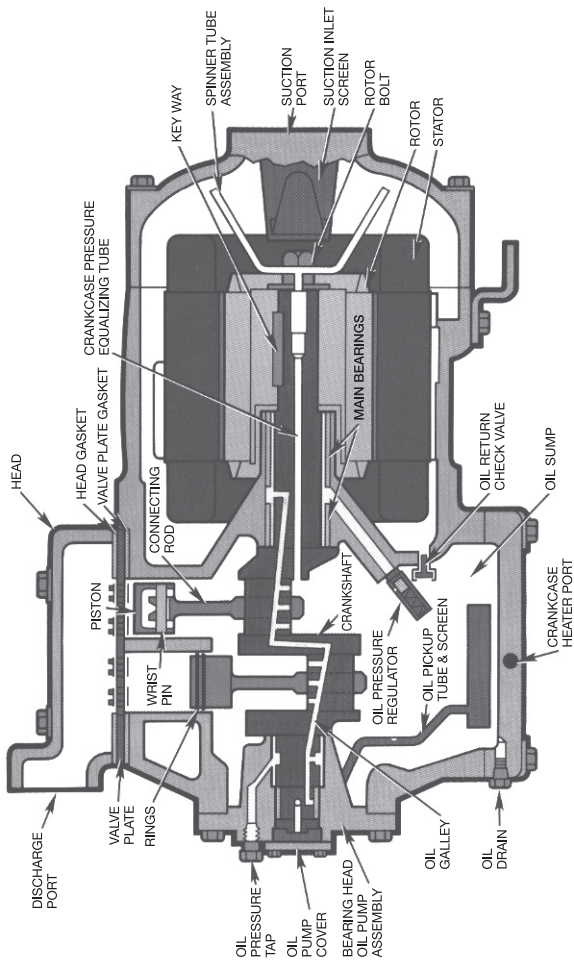 DISCHARGE
PORT
HEAD
HEAD GASKET
VALVE PLATE GASKET
CRANKCASE PRESSURE
EQUALIZING TUBE
KEY WAY
SPINNER TUBE
ASSEMBLY
SUCTION
PORT
SUCTION INLET
SCREEN
ROTOR
BOLT
ROTOR
STATOR
VALVE
PLATE
RINGS
PISTON
WRIST
PIN
CONNECTING
ROD
MAIN BEARINGS
CRANKSHAFT
OIL
PRESSURE
TAP
OIL
PUMP
COVER
BEARING HEAD
OIL PUMP
ASSEMBLY
OIL
GALLEY
OIL
DRAIN
OIL PRESSURE
REGULATOR
OIL PICKUP
TUBE & SCREEN
OIL RETURN
CHECK VALVE
OIL SUMP
CRANKCASE
HEATER PORT